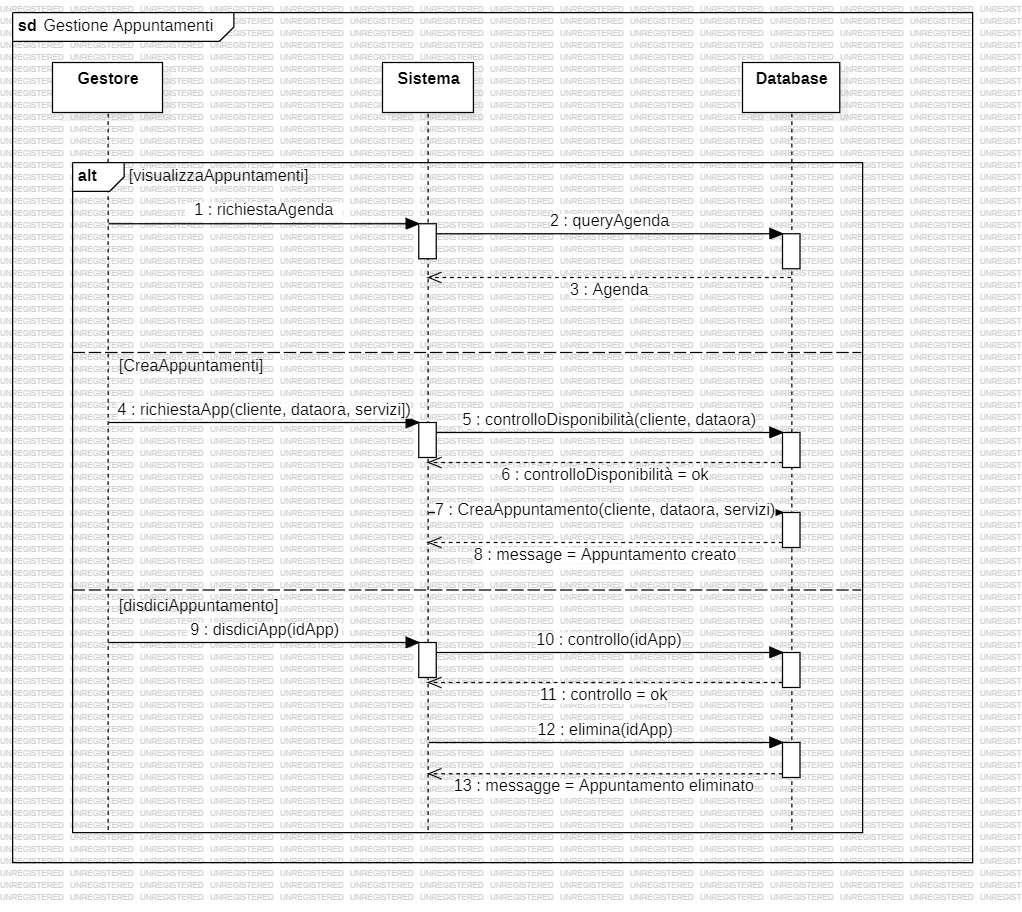 sd Gestione Appuntamenti
Gestore
Sistema
Database
alt [visualizzaAppuntamenti]
1 : richiestaAgenda
2 : queryAgenda
3 : Agenda
[CreaAppuntamenti]
4 : richiestaApp(cliente, dataora, servizi])
5 : controlloDisponibilità(cliente, dataora)
6 : controlloDisponibilità = ok
7 : CreaAppuntamento(cliente, dataora, servizi)
8 : message = Appuntamento creato
[disdiciAppuntamento]
9 : disdiciApp(idApp)
10 : controllo(idApp)
11 : controllo = ok
12 : elimina(idApp)
13 : messagge = Appuntamento eliminato
UNREGISTERED